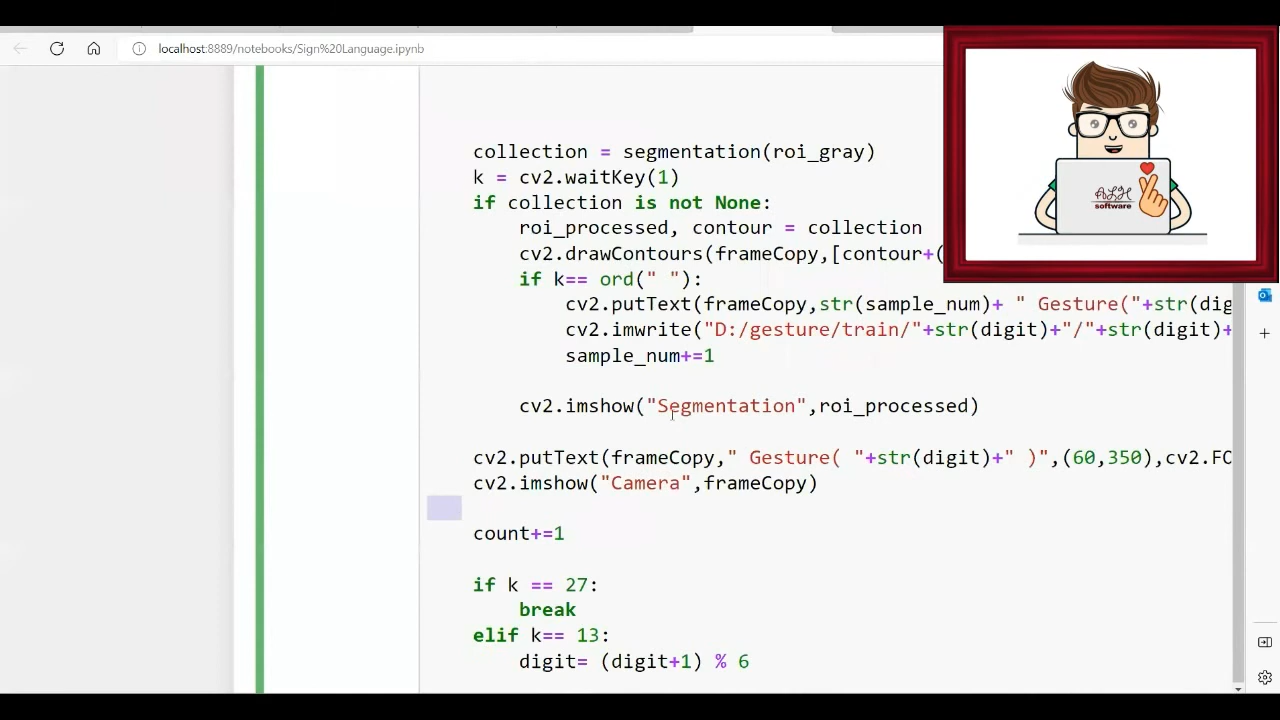 localhost:8889/notebooks/Sign%20Language.ipynb
collection = segmentation(roi_gray)
k = cv2.waitKey(1)
if collection is not None:
roi_processed, contour = collection
cv2.drawContours(frameCopy,[contour+(
if k== ord(" "):
cv2.putText(frameCopy,str(sample_num)+ " Gesture("+str(dig
cv2.imwrite("D:/gesture/train/"+str(digit)+"/"+str(digit)+
sample_num+=1
cv2.imshow("Segmentation",roi_processed)
cv2.putText(frameCopy," Gesture( "+str(digit)+" )",(60,350),cv2.FO
cv2.imshow("Camera",frameCopy)
count+=1
if k == 27:
break
elif k== 13:
digit= (digit+1) % 6
software